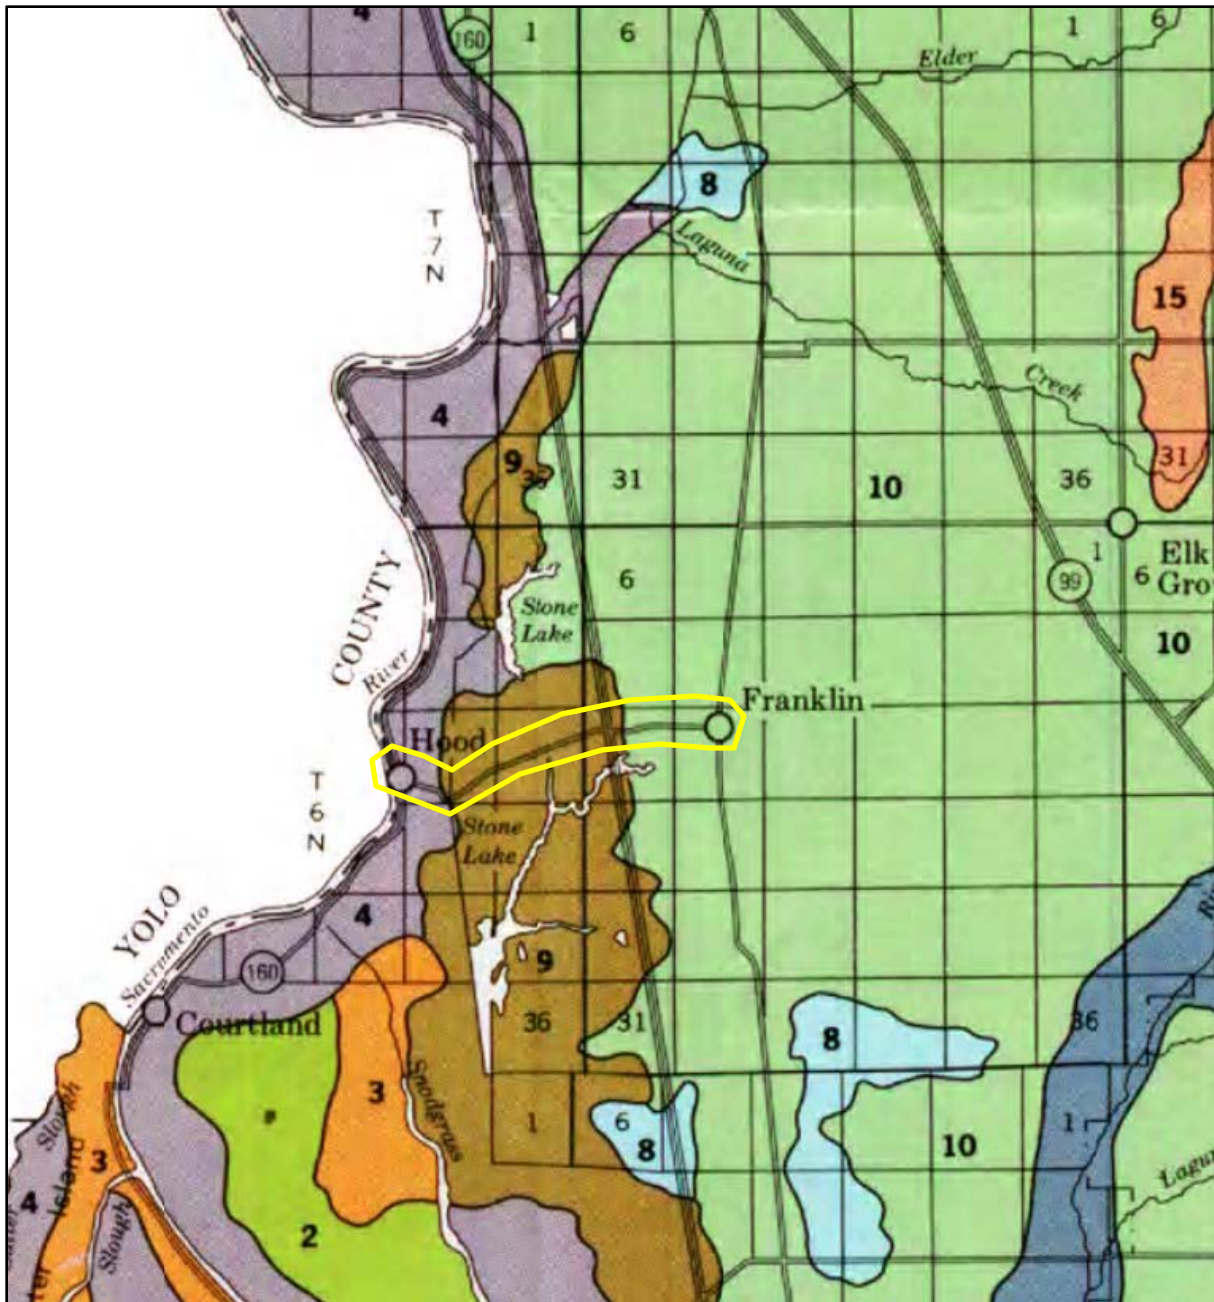 4
160
1
6
1
6
Elder
8
T
7
N
Laguna
15
4
Creek
9
36
31
10
36
31
COUNTY
1
Elk
6
Gro
6
99
Stone
Lake
River
10
Franklin
Hood
T
6
N
Stone
Lake
YOLO
Sacramento
4
160
9
Courtland
36
31
8
36
3
Snodgrass
Slough
1
6
8
10
1
3
Island
4
Slough
2